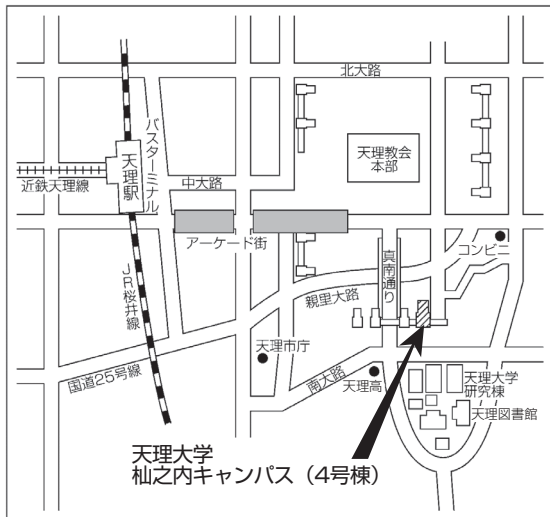 北大路
バスターミナル
天理教会
本部
天理駅
近鉄天理線
中大路
アーケード街
コンビニ
真南通り
親里大路
JR桜井線
天理市庁
国道25号線
南大路
天理高
天理大学
研究棟
天理図書館
天理大学
杣之内キャンパス（4号棟）